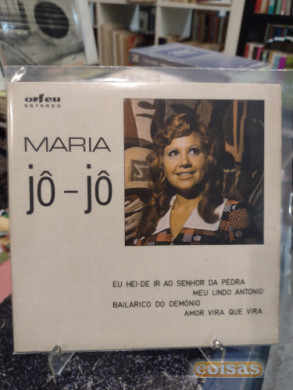 orfeu
ESTEREO
MARIA
jô-jô
EU HEI-DE IR AO SENHOR DA PEDRA
MEU LINDO ANTONIO
BAILARICO DO DEMÓNIO
AMOR VIRA QUE VIRA
coisas